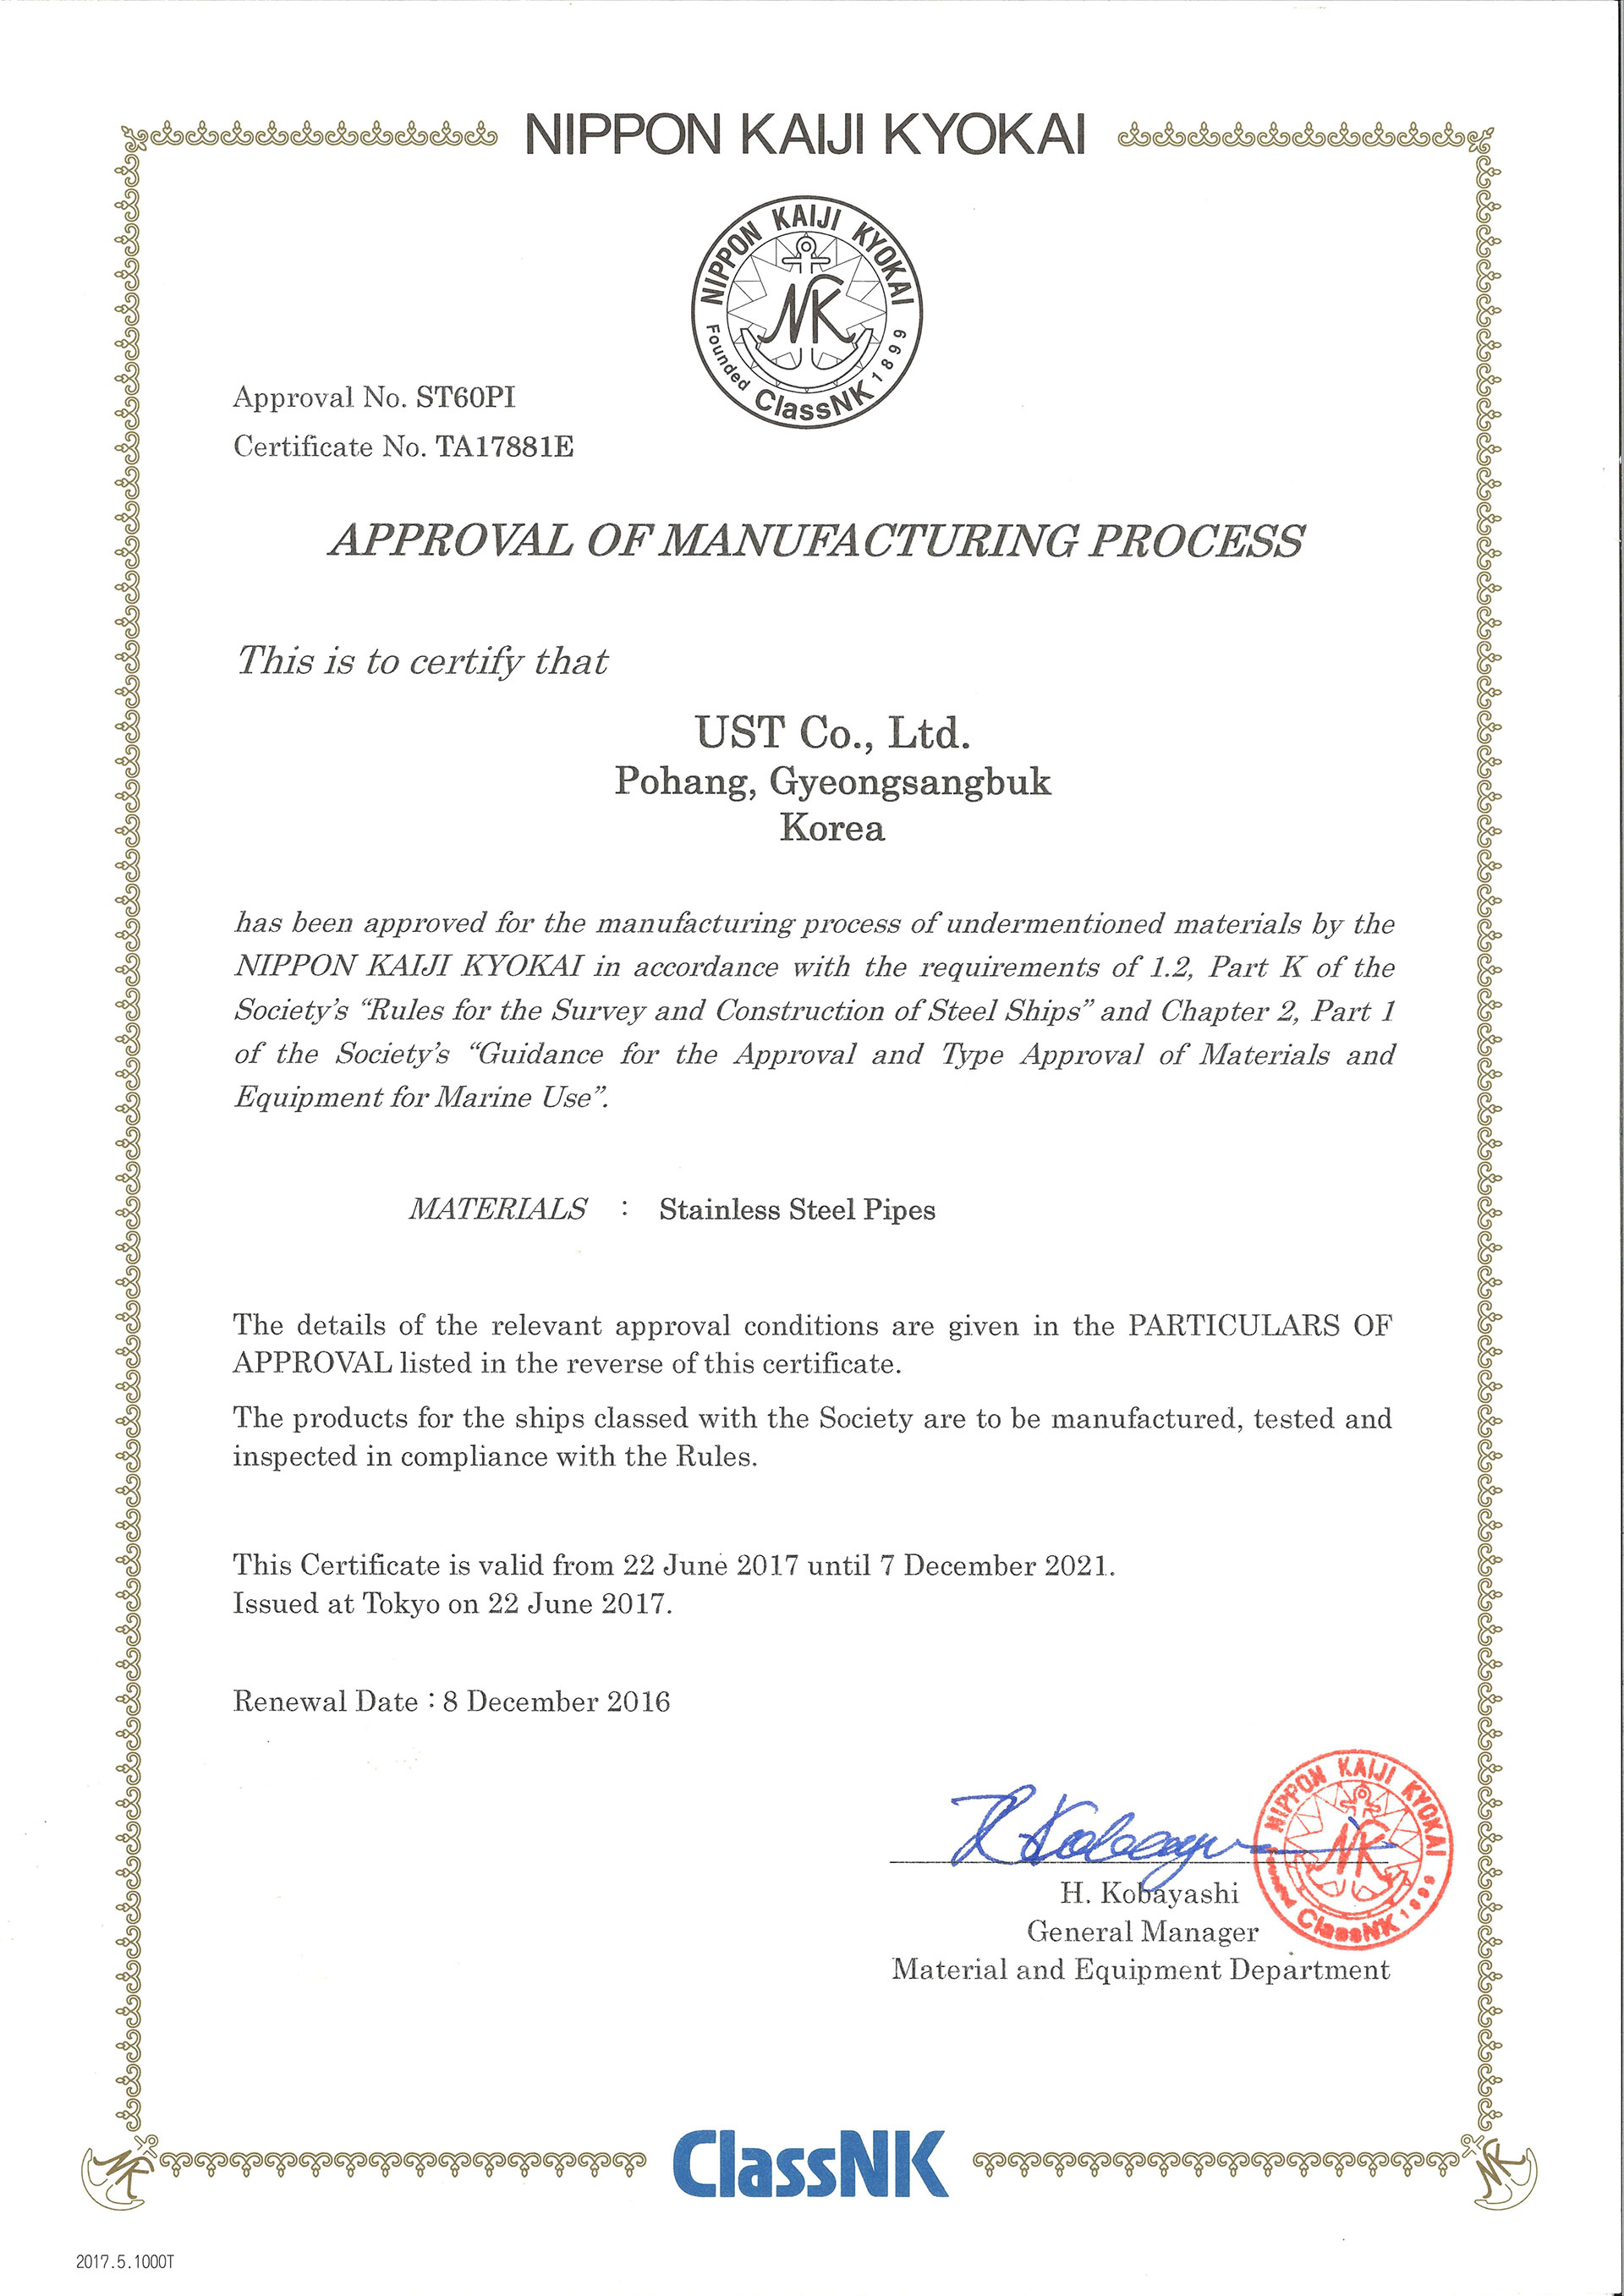 NIPPON KAIJI KYOKAI
NIPPON KAIJI KYOKAI
NK
Founded 1899
ClassNK
Approval No. ST60PI
Certificate No. TA17881E
APPROVAL OF MANUFACTURING PROCESS
This is to certify that
UST Co., Ltd.
Pohang, Gyeongsangbuk
Korea
has been approved for the manufacturing process of undermentioned materials by the
NIPPON KAIJI KYOKAI in accordance with the requirements of 1.2, Part K of the
Society's “Rules for the Survey and Construction of Steel Ships” and Chapter 2, Part 1
of the Society's “Guidance for the Approval and Type Approval of Materials and
Equipment for Marine Use”.
MATERIALS : Stainless Steel Pipes
The details of the relevant approval conditions are given in the PARTICULARS OF
APPROVAL listed in the reverse of this certificate.
The products for the ships classed with the Society are to be manufactured, tested and
inspected in compliance with the Rules.
This Certificate is valid from 22 June 2017 until 7 December 2021.
Issued at Tokyo on 22 June 2017.
Renewal Date : 8 December 2016
H. Kobayashi
NIPPON KAIJI KYOKAI
NK
Founded 1899
ClassNK
H. Kobayashi
General Manager
Material and Equipment Department
NK
ClassNK
NK
2017.5.1000T